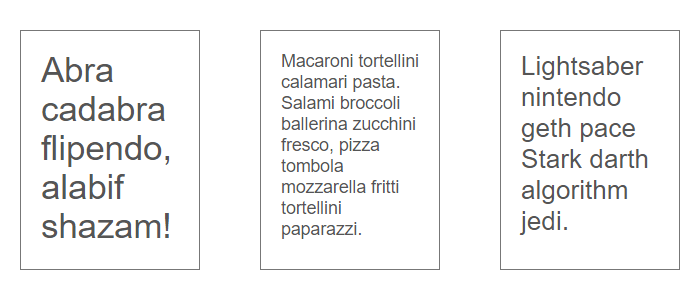 Abra
cadabra
flipendo,
alabif
shazam!
Macaroni tortellini
calamari pasta.
Salami broccoli
ballerina zucchini
fresco, pizza
tombola
mozzarella fritti
tortellini
paparazzi.
Lightsaber
nintendo
geth pace
Stark darth
algorithm
jedi.